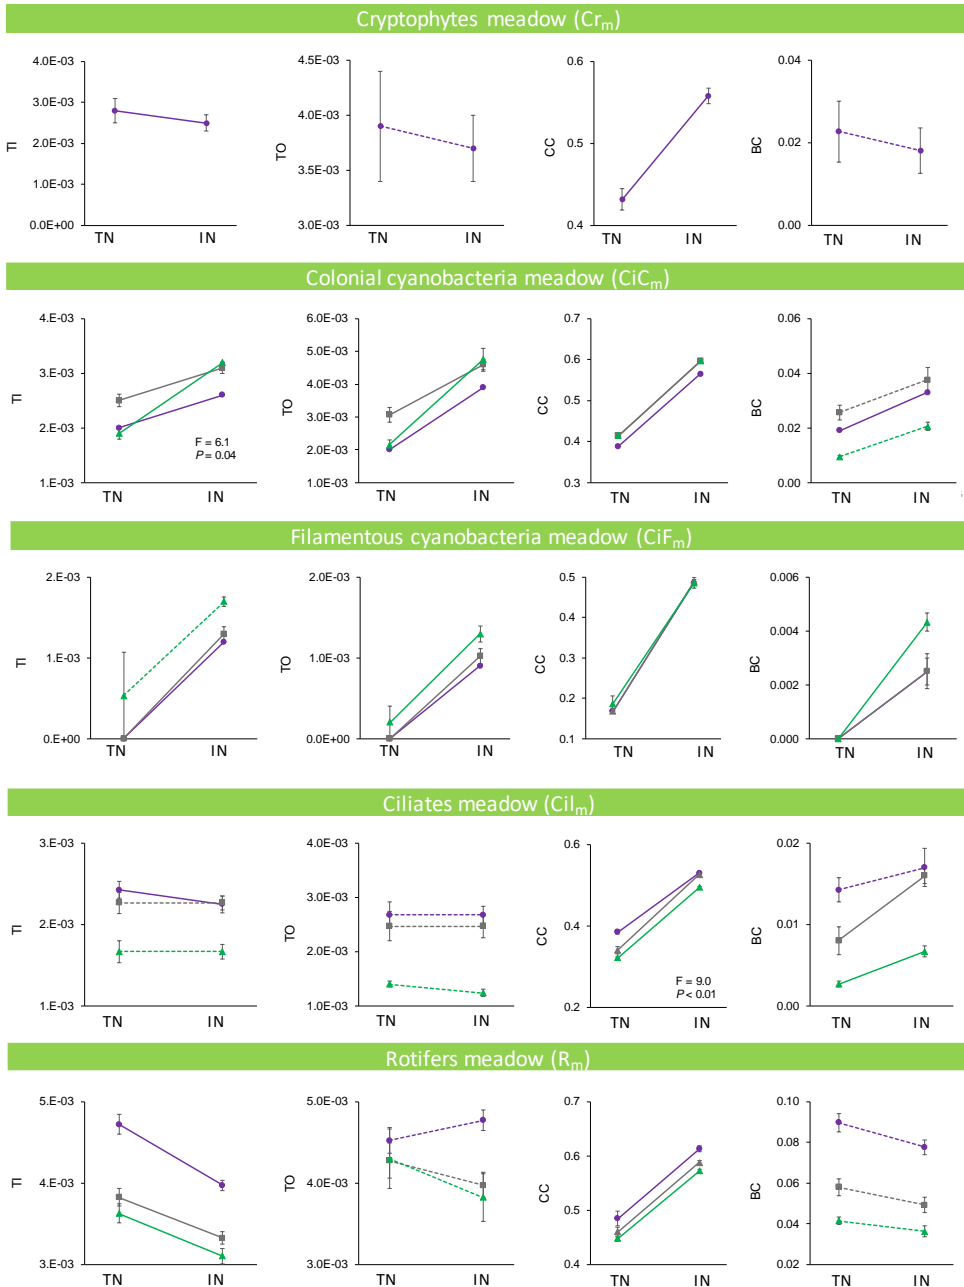 Cryptophytes meadow (Crm)
4.0E-03
3.0E-03
2.0E-03
1.0E-03
0.0E+00
TI
TN IN
4.5E-03
4.0E-03
3.5E-03
3.0E-03
TO
TN IN
0.6
0.5
0.4
CC
TN IN
0.04
0.02
0.00
BC
TN IN
Colonial cyanobacteria meadow (CiCm)
4.E-03
3.E-03
2.E-03
1.E-03
TI
F = 6.1
P = 0.04
TN IN
6.0E-03
5.0E-03
4.0E-03
3.0E-03
2.0E-03
1.0E-03
TO
TN IN
0.7
0.6
0.5
0.4
0.3
CC
TN IN
0.06
0.04
0.02
0.00
BC
TN IN
Filamentous cyanobacteria meadow (CiFm)
2.E-03
1.E-03
0.E+00
TI
TN IN
2.0E-03
1.0E-03
0.0E+00
TO
TN IN
0.5
0.4
0.3
0.2
0.1
CC
TN IN
0.006
0.004
0.002
0.000
BC
TN IN
Ciliates meadow (Cilm)
3.E-03
2.E-03
1.E-03
TI
TN IN
4.0E-03
3.0E-03
2.0E-03
1.0E-03
TO
TN IN
0.6
0.4
0.2
CC
F = 9.0
P < 0.01
TN IN
0.02
0.01
0.00
BC
TN IN
Rotifers meadow (Rm)
5.E-03
4.E-03
3.E-03
TI
TN IN
5.0E-03
4.0E-03
3.0E-03
TO
TN IN
0.7
0.6
0.5
0.4
CC
TN IN
0.10
0.08
0.06
0.04
0.02
BC
TN IN